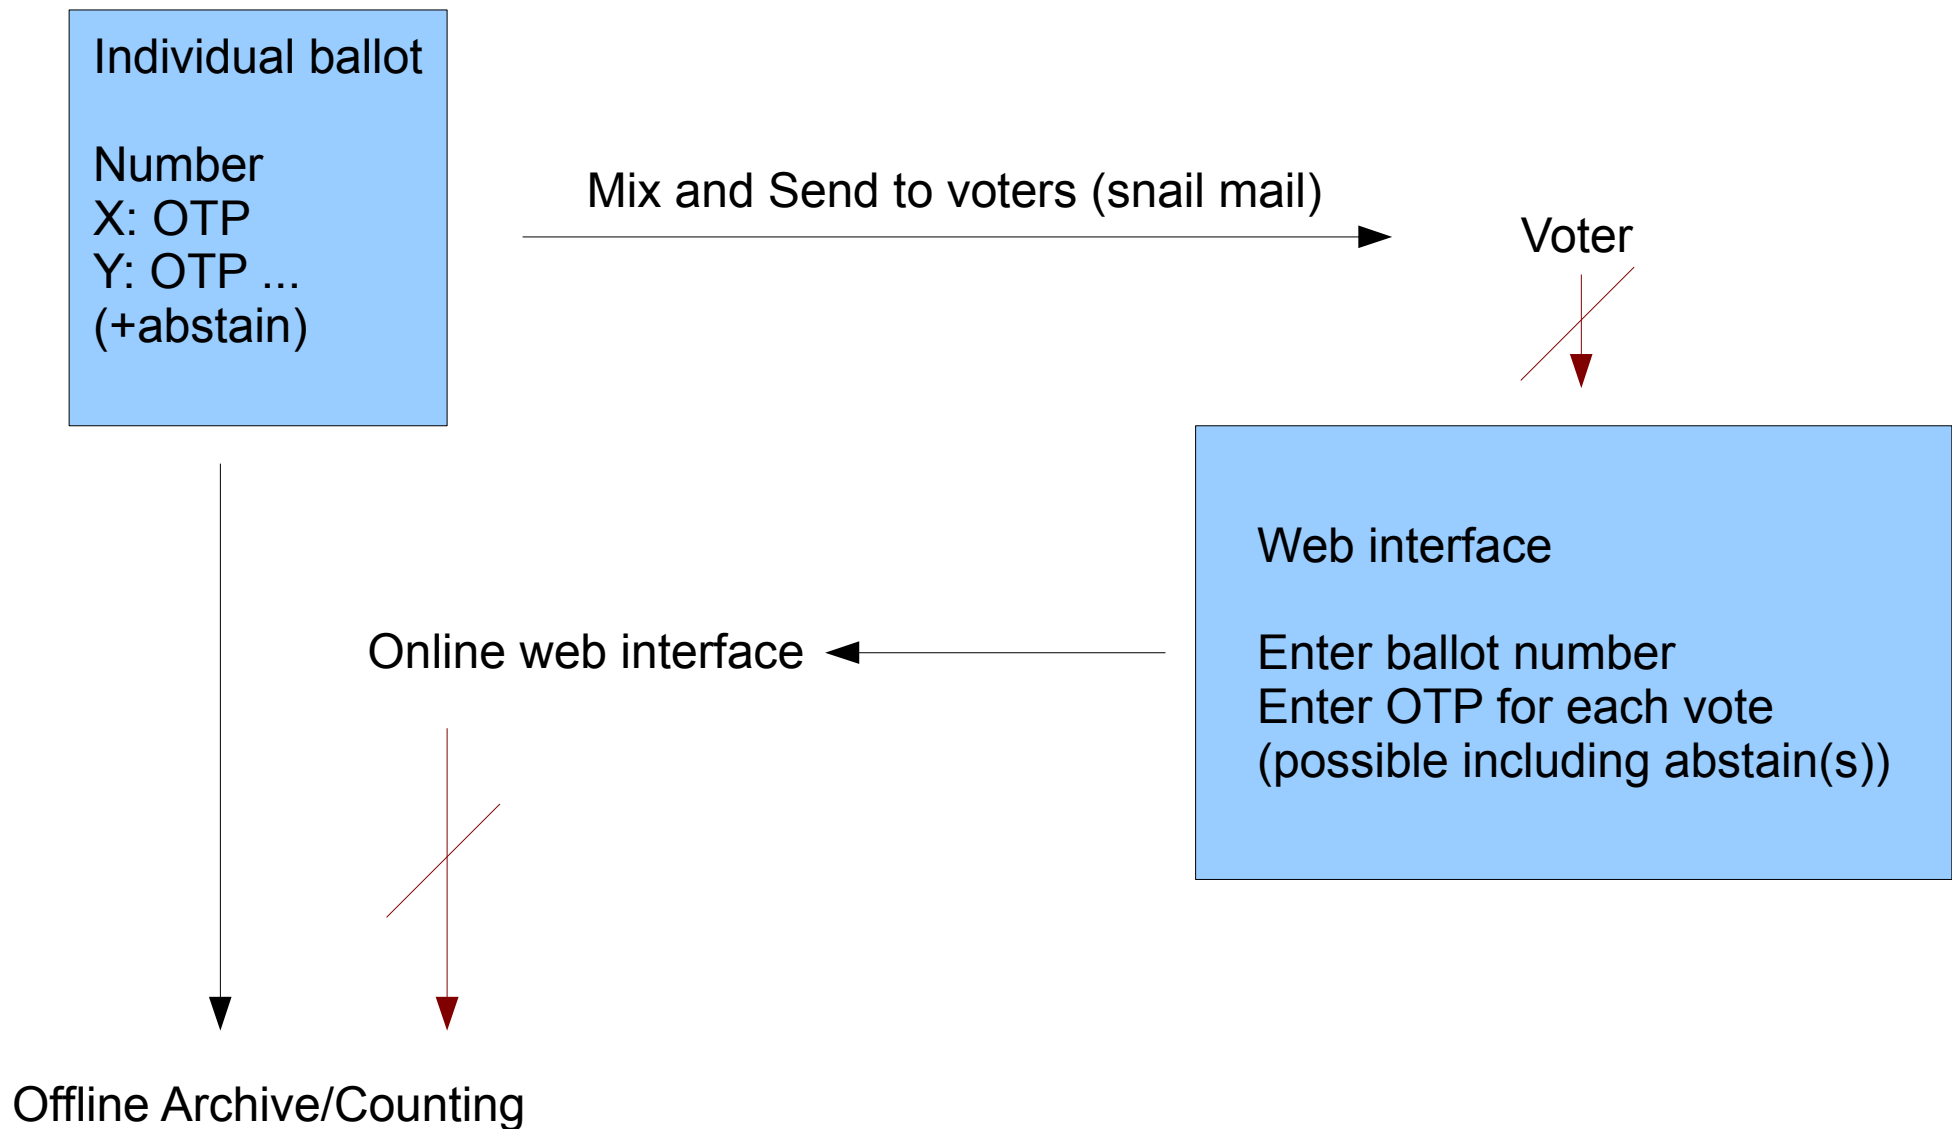 Individual ballot
Number
X: OTP
Y: OTP ...
(+abstain)
Mix and Send to voters (snail mail)
Voter
Web interface
Enter ballot number
Enter OTP for each vote
(possible including abstain(s))
Online web interface
Offline Archive/Counting